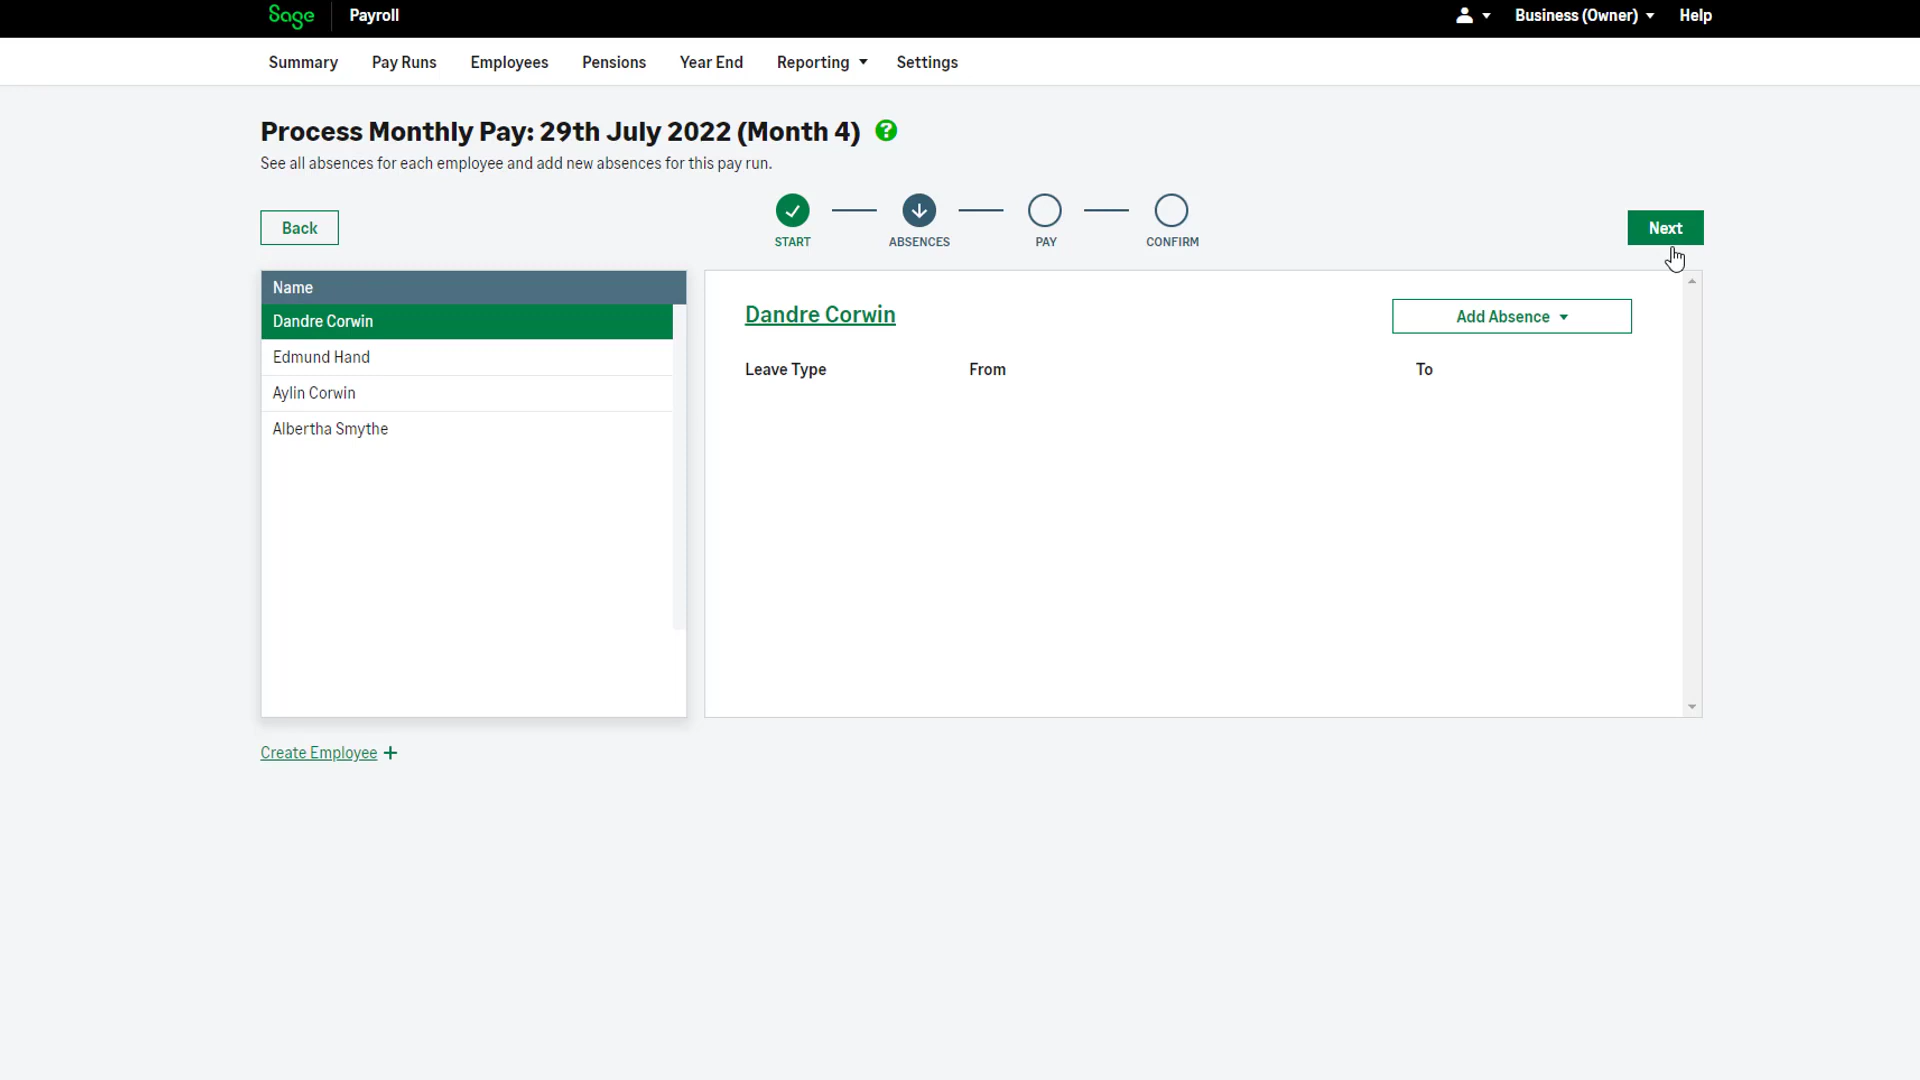 Sage Payroll Business (Owner) Help
Summary Pay Runs Employees Pensions Year End Reporting Settings
Process Monthly Pay: 29th July 2022 (Month 4) ?
See all absences for each employee and add new absences for this pay run.
Back
START ABSENCES PAY CONFIRM
Next
Name
Dandre Corwin
Edmund Hand
Aylin Corwin
Albertha Smythe
Dandre Corwin
Add Absence
Leave Type From To
Create Employee +